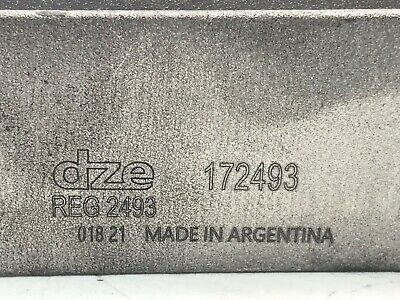 dze 172493
REG 2493
018 21 MADE IN ARGENTINA